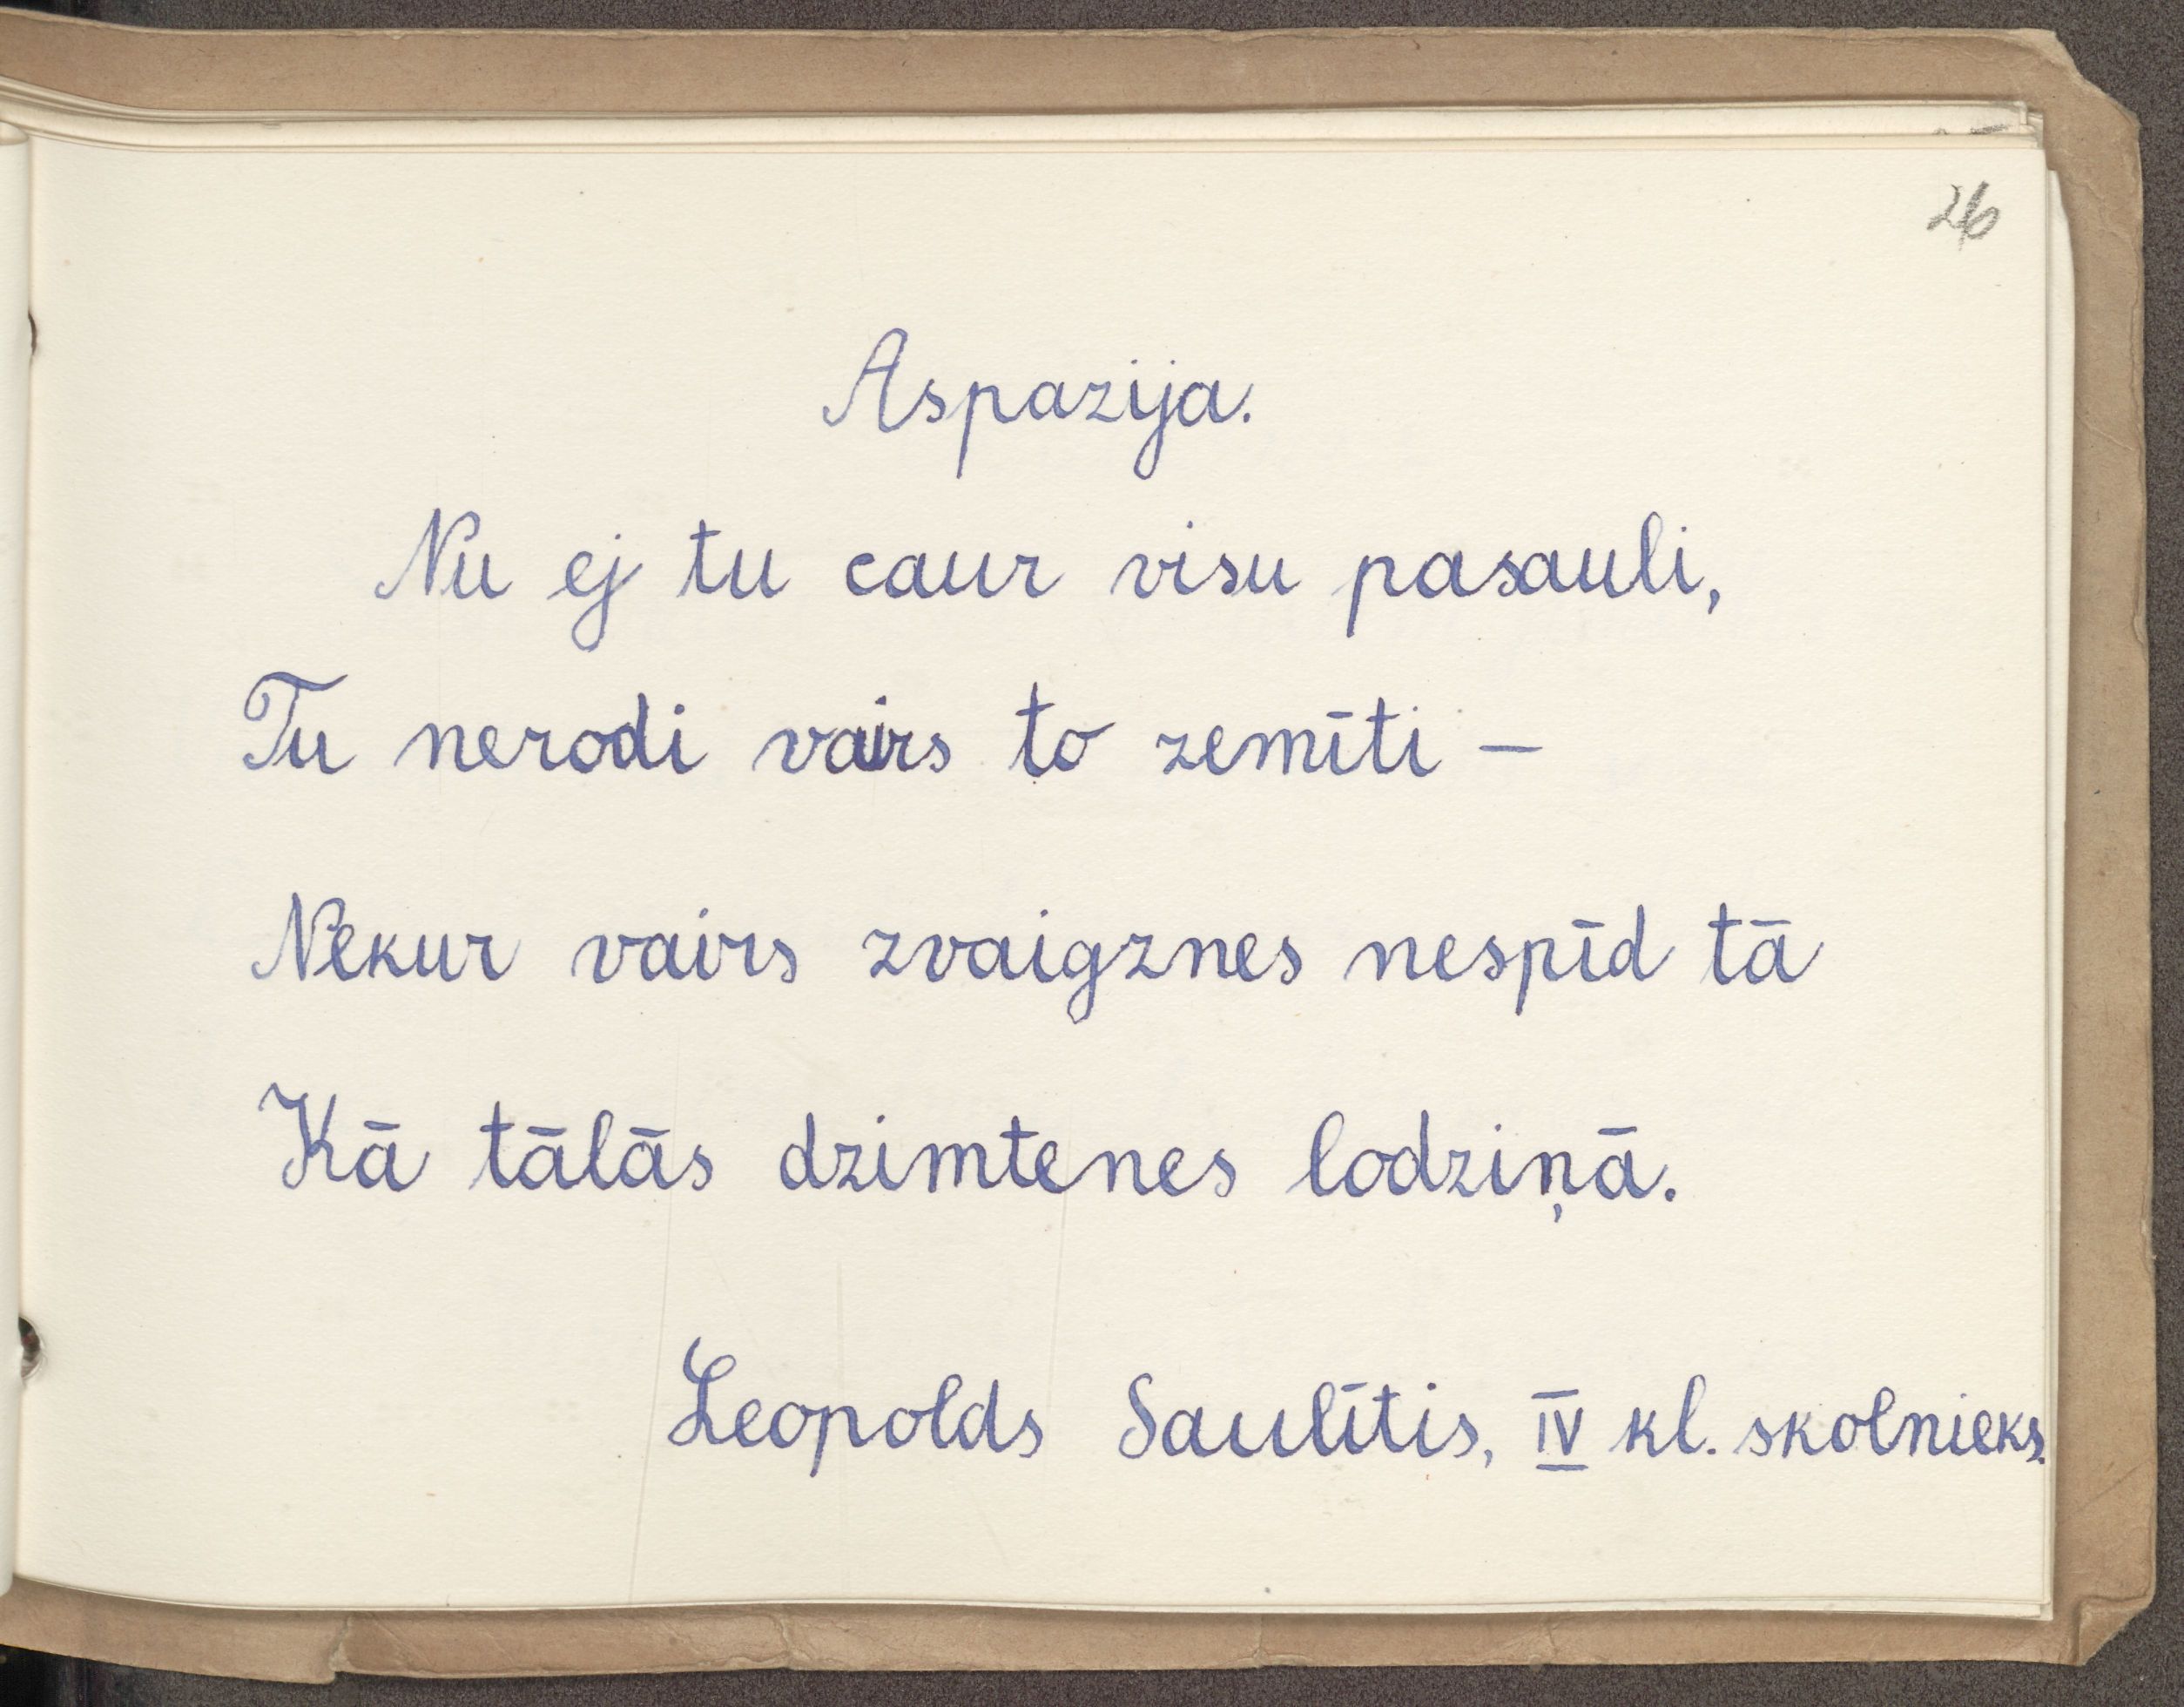 26
Aspazija.
Nu ej tu caur visu pasauli,
Tu nerodi vairs to zemīti –
Nekur vairs zvaigznes nespīd tā
Kā tālās dzimtenes lodziņā.
Leopolds Saulītis, IV kl. skolnieks.